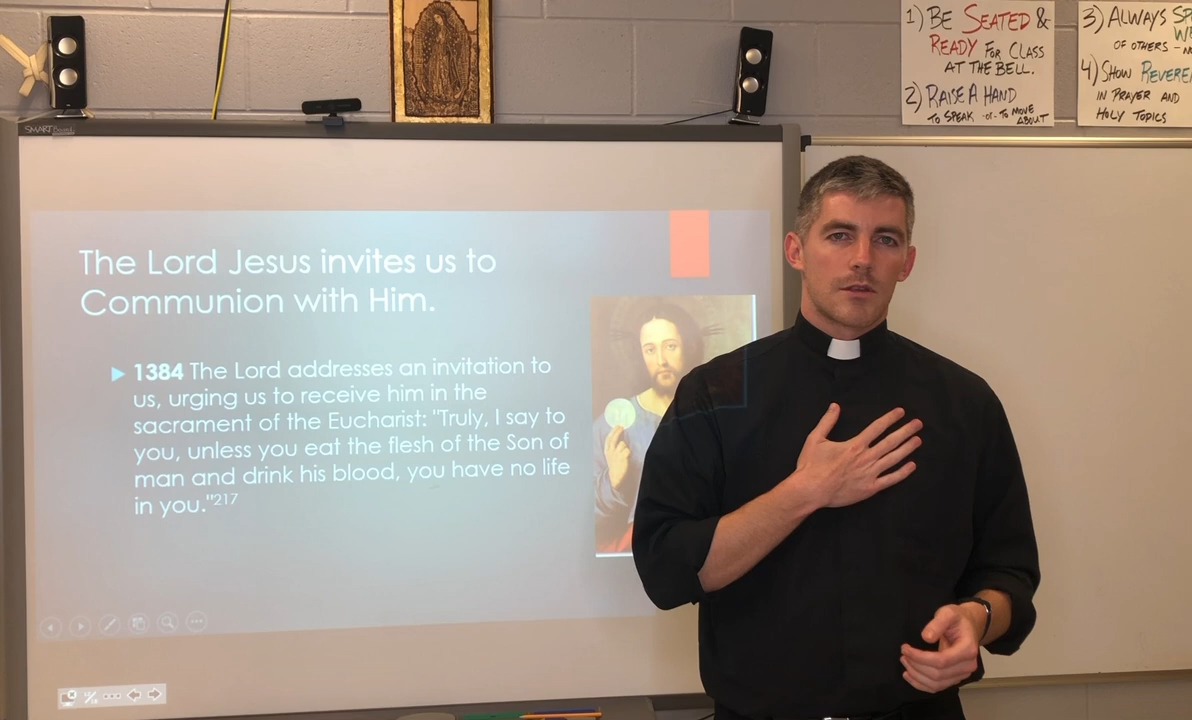 1) BE SEATED &
READY FOR CLASS
AT THE BELL.
2) RAISE A HAND
TO SPEAK -OR- TO MOVE
ABOUT
3) ALWAYS
OF OTHERS -
4) SHOW
IN PRAYER AND
HOLY TOPICS
SMART Board
The Lord Jesus invites us to
Communion with Him.
1384 The Lord addresses an invitation to
us, urging us to receive him in the
sacrament of the Eucharist: "Truly, I say to
you, unless you eat the flesh of the Son of
man and drink his blood, you have no life
in you."217